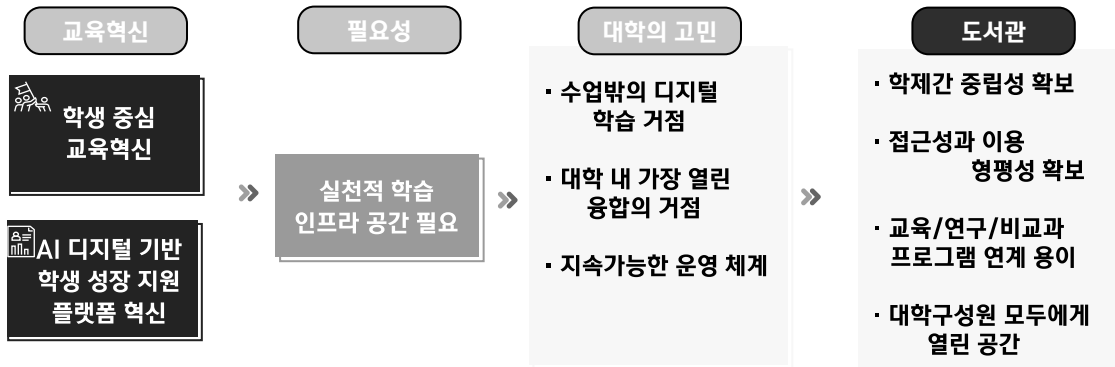 교육혁신
학생 중심
교육혁신
AI 디지털 기반
학생 성장 지원
플랫폼 혁신
필요성
실천적 학습
인프라 공간 필요
대학의 고민
· 수업밖의 디지털
학습 거점
· 대학 내 가장 열린
융합의 거점
· 지속가능한 운영 체계
도서관
· 학제간 중립성 확보
· 접근성과 이용
형평성 확보
· 교육/연구/비교과
프로그램 연계 용이
· 대학구성원 모두에게
열린 공간